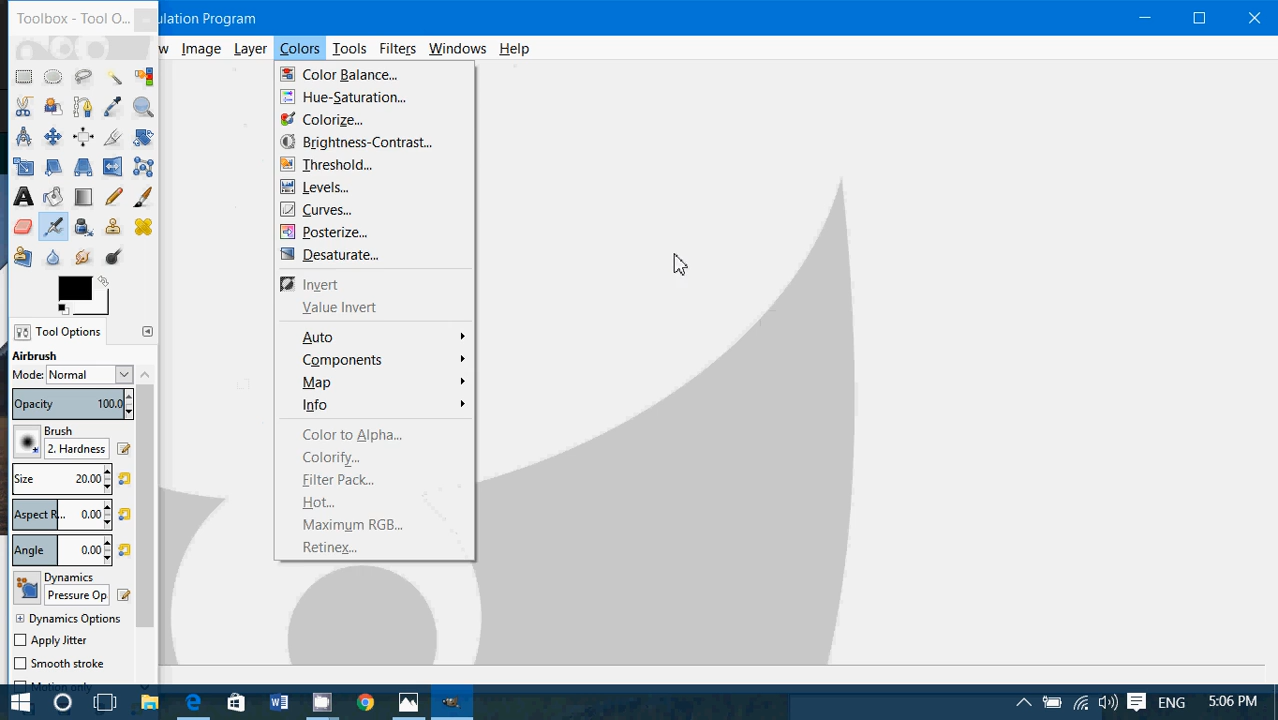 Toolbox - Tool O...
ulation Program
w Image Layer Colors Tools Filters Windows Help
Color Balance...
Hue-Saturation...
Colorize...
Brightness-Contrast...
Threshold...
Levels...
Curves...
Posterize...
Desaturate...
Invert
Value Invert
Auto
Components
Map
Info
Color to Alpha...
Colorify...
Filter Pack...
Hot...
Maximum RGB...
Retinex...
Tool Options
Airbrush
Mode: Normal
Opacity 100.0
Brush
2. Hardness
Size 20.00
Aspect R... 0.00
Angle 0.00
Dynamics
Pressure Op
Dynamics Options
Apply Jitter
Smooth stroke
Motion only
ENG 5:06 PM